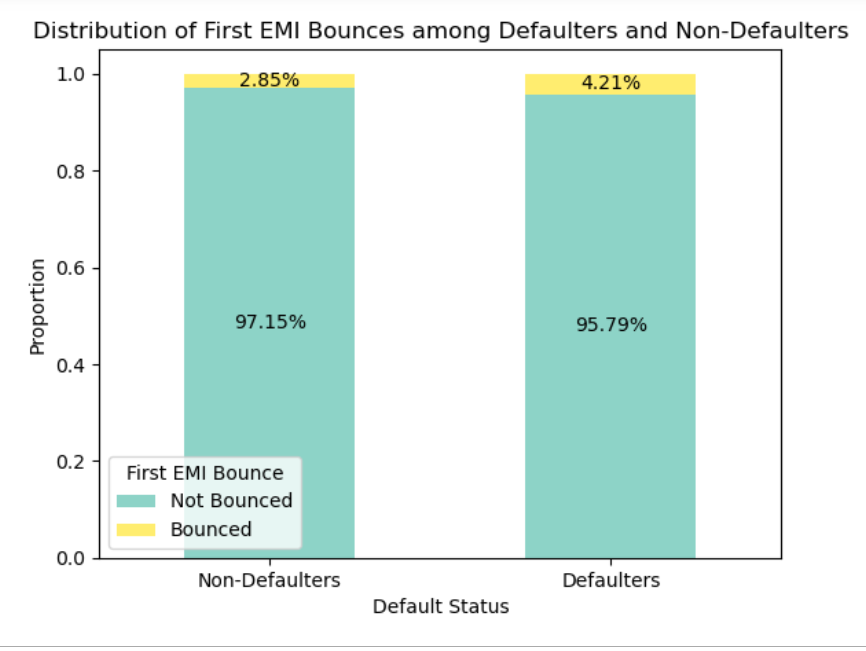 Distribution of First EMI Bounces among Defaulters and Non-Defaulters
1.0
0.8
0.6
0.4
0.2
0.0
Proportion
2.85%
4.21%
97.15%
95.79%
First EMI Bounce
Not Bounced
Bounced
Non-Defaulters
Defaulters
Default Status